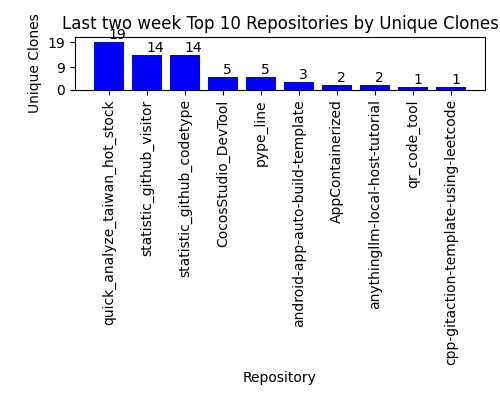 Last two week Top 10 Repositories by Unique Clones
Unique Clones
19
9
0
19
14
14
5
5
3
2
2
1
1
quick_analyze_taiwan_hot_stock
statistic_github_visitor
statistic_github_codetype
CocosStudio_DevTool
pype_line
android-app-auto-build-template
AppContainerized
anythingllm-local-host-tutorial
qr_code_tool
cpp-gitaction-template-using-leetcode
Repository